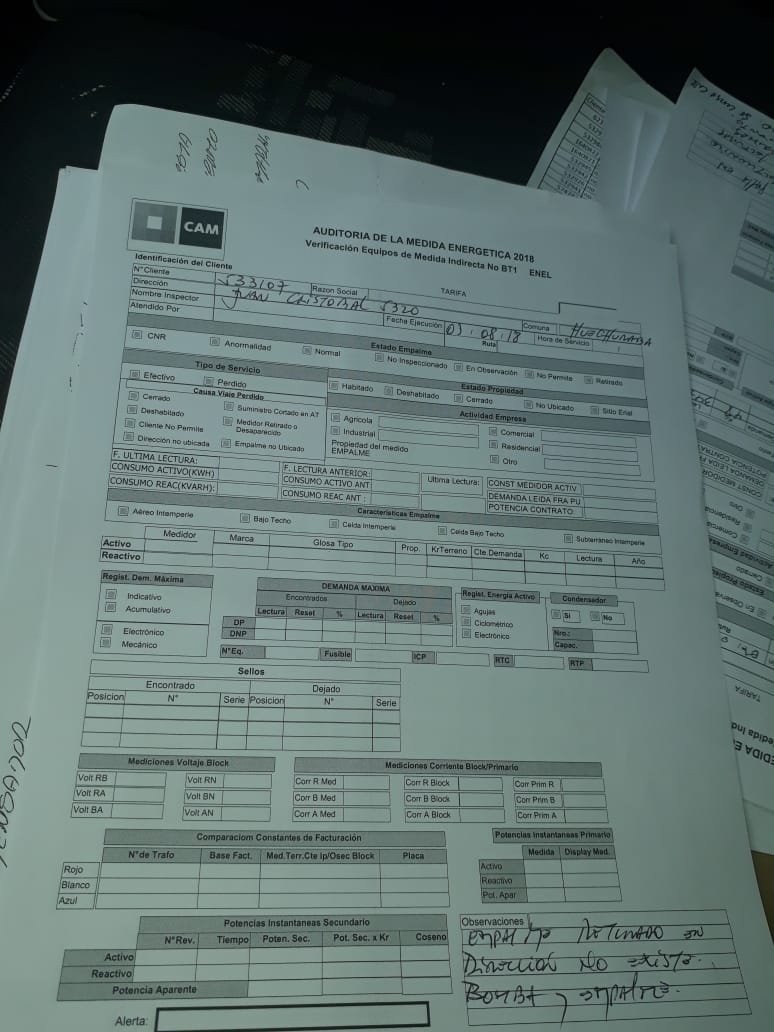 CAM
AUDITORIA DE LA MEDIDA ENERGETICA 2018
Verificación Equipos de Medida Indirecta No BT1 ENEL
Identificación del Cliente
TARIFA
N°Cliente 533107 Razon Social
Dirección JUAN CRISTOBAL 5320 Comuna HUECHURABA
Nombre Inspector Fecha Ejecución 03.08.18 Hora de Servicio :
Atendido Por Ruta
Estado Empalme
CNR Anormalidad Normal No Inspeccionado En Observación No Permite Retirado
Tipo de Servicio Estado Propiedad
Efectivo Perdido Habitado Deshabitado Cerrado No Ubicado Sitio Erial
Causa Viaje Perdido Actividad Empresa
Cerrado Suministro Cortado en AT Agricola Comercial
Deshabitado Medidor Retirado o Desaparecido Industrial Residencial
Cliente No Permite Propiedad del medido Otro
Dirección no ubicada Empalme no Ubicado EMPALME
F. ULTIMA LECTURA: F. LECTURA ANTERIOR: Ultima Lectura: CONST MEDIDOR ACTIV
CONSUMO ACTIVO(KWH) CONSUMO ACTIVO ANT DEMANDA LEIDA FRA PU
CONSUMO REAC(KVARH): CONSUMO REAC ANT : POTENCIA CONTRATO
Caracteristicas Empalme
Aéreo Intemperie Bajo Techo Celda Intemperie Celda Bajo Techo Subterráneo Intemperie
Medidor Marca Glosa Tipo Prop. KrTerreno Cte.Demanda Kc Lectura Año
Activo
Reactivo
Regist. Dem. Máxima DEMANDA MAXIMA Regist. Energia Activo Condensador
Indicativo Encontrados Dejado Agujas Si No
Acumulativo Lectura Reset % Lectura Reset % Ciclométrico
Electrónico DP Electrónico Nro.:
Mecánico DNP Capac.
N°Eq. Fusible ICP RTC RTP
Sellos
Encontrado Dejado
Posicion N° Serie Posicion N° Serie
Mediciones Voltaje Block Mediciones Corriente Block/Primario
Volt RB Volt RN Corr R Med Corr R Block Corr Prim R
Volt RA Volt BN Corr B Med Corr B Block Corr Prim B
Volt BA Volt AN Corr A Med Corr A Block Corr Prim A
Comparaciom Constantes de Facturación Potencias Instantaneas Primario
N°de Trafo Base Fact. Med.Terr.Cte Ip/Osec Block Placa Medida Display Med.
Rojo Activo
Blanco Reactivo
Azul Pot. Apar
Potencias Instantaneas Secundario Observaciones
N°Rev. Tiempo Poten. Sec. Pot. Sec. x Kr Coseno
Activo
Reactivo
Potencia Aparente
EMPALME RETIRADO EN
DIRECCION NO EXISTE.
BOMBA y EMPALME.
Alerta: